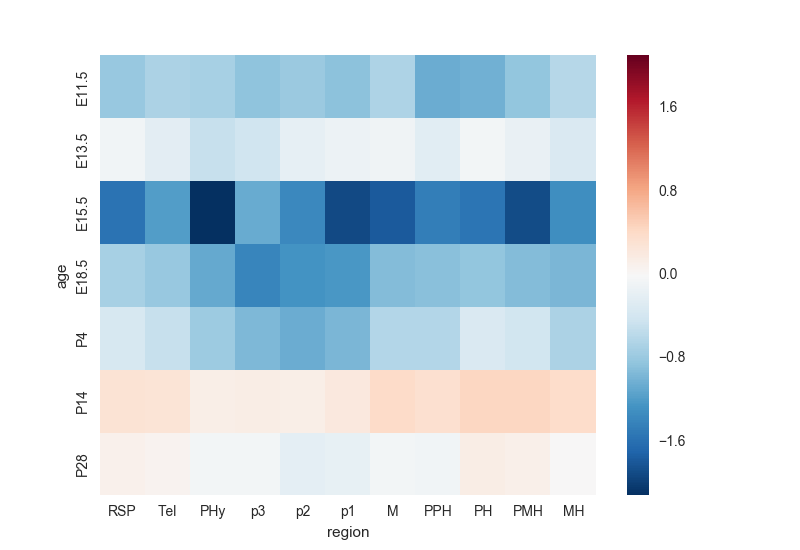 age
E11.5
E13.5
E15.5
E18.5
P4
P14
P28
RSP Tel PHy p3 p2 p1 M PPH PH PMH MH
region
1.6
0.8
0.0
−0.8
−1.6